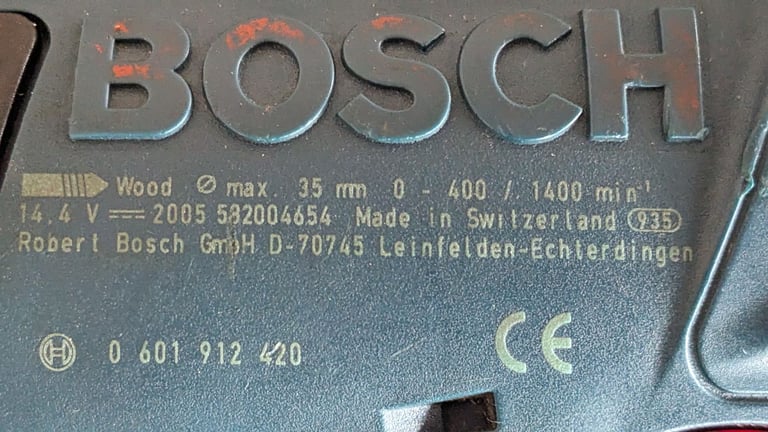 BOSCH
Wood Ø max. 35 mm 0 - 400 / 1400 min⁻¹
14.4 V ⎓ 2005 582004654 Made in Switzerland 935
Robert Bosch GmbH D-70745 Leinfelden-Echterdingen
H 0 601 912 420 CE